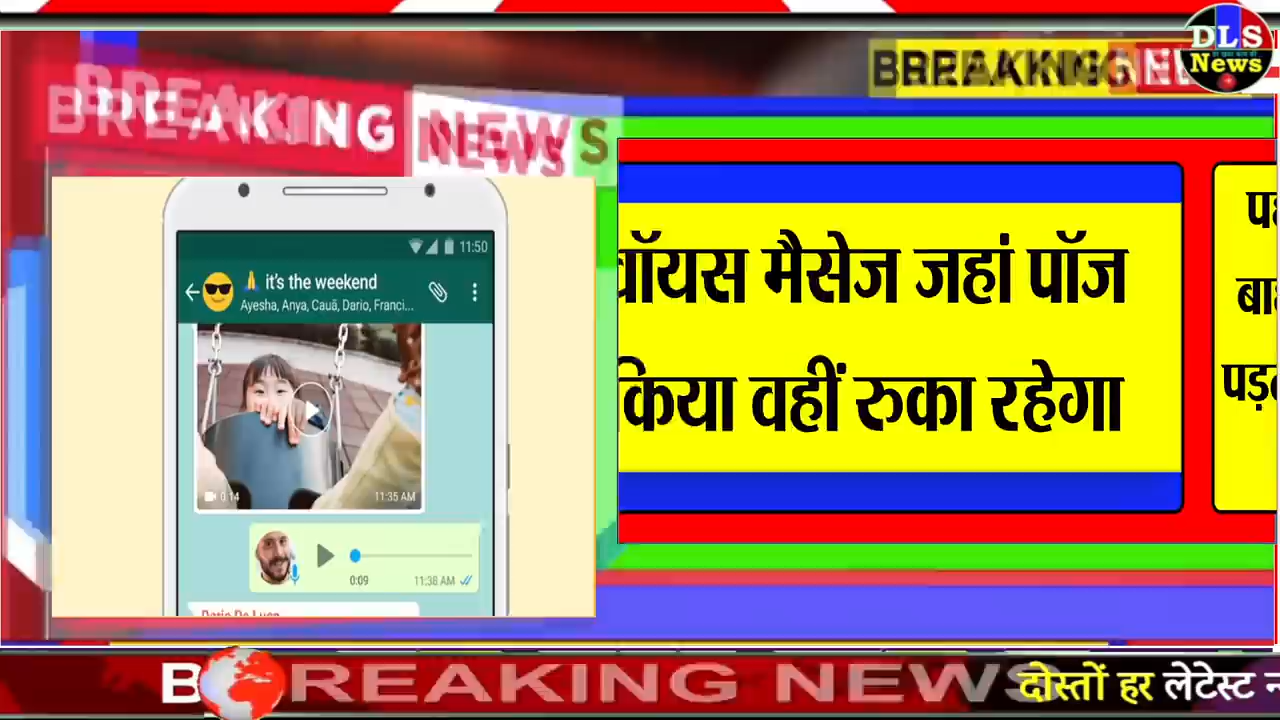 DLS
News
BREAKING NEWS
BREAKING
11:50
🙏 it's the weekend
Ayesha, Anya, Cauã, Dario, Franci...
0:14
11:35 AM
0:09
11:38 AM
वॉयस मैसेज जहां पॉज
किया वहीं रुका रहेगा
BREAKING NEWS
दोस्तों हर लेटेस्ट